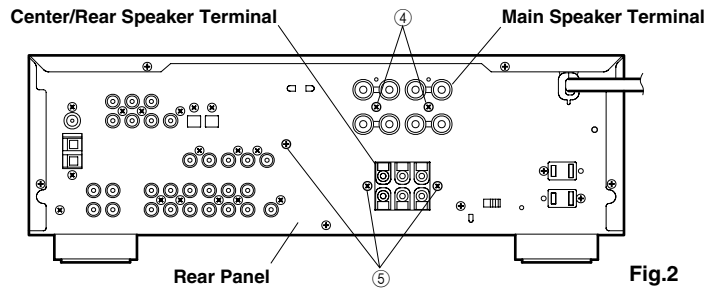 Center/Rear Speaker Terminal
④
Main Speaker Terminal
Rear Panel
⑤
Fig.2